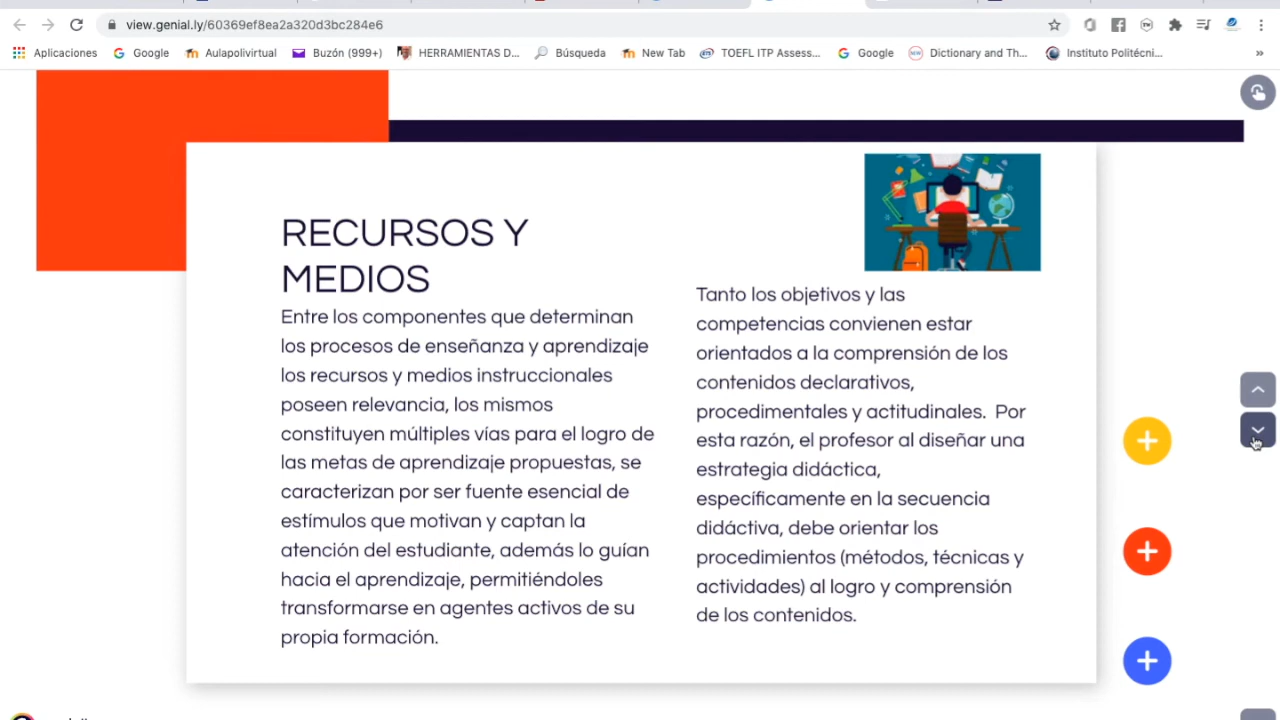 view.genial.ly/60369ef8ea2a320d3bc284e6
Aplicaciones
Google
Aulapolivirtual
Buzón (999+)
HERRAMIENTAS D...
Búsqueda
New Tab
TOEFL ITP Assess...
Google
Dictionary and Th...
Instituto Politécni...
»
RECURSOS Y
MEDIOS
Entre los componentes que determinan
los procesos de enseñanza y aprendizaje
los recursos y medios instruccionales
poseen relevancia, los mismos
constituyen múltiples vías para el logro de
las metas de aprendizaje propuestas, se
caracterizan por ser fuente esencial de
estímulos que motivan y captan la
atención del estudiante, además lo guían
hacia el aprendizaje, permitiéndoles
transformarse en agentes activos de su
propia formación.
Tanto los objetivos y las
competencias convienen estar
orientados a la comprensión de los
contenidos declarativos,
procedimentales y actitudinales.  Por
esta razón, el profesor al diseñar una
estrategia didáctica,
específicamente en la secuencia
didáctiva, debe orientar los
procedimientos (métodos, técnicas y
actividades) al logro y comprensión
de los contenidos.